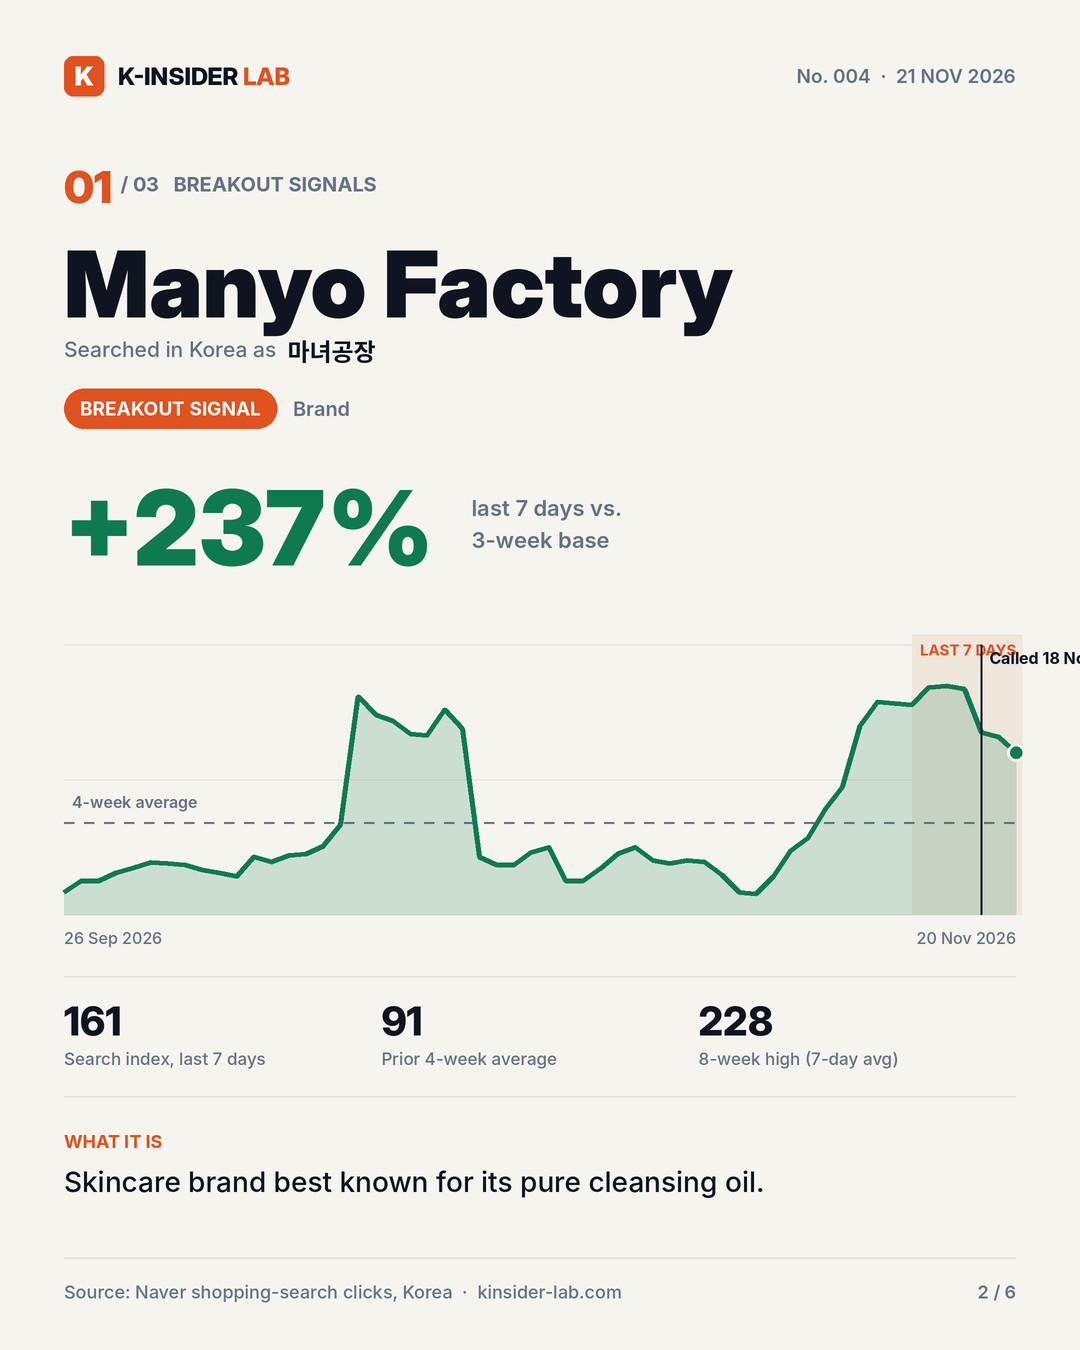 K K-INSIDER LAB
No. 004 · 21 NOV 2026
01 / 03 BREAKOUT SIGNALS
Manyo Factory
Searched in Korea as 마녀공장
BREAKOUT SIGNAL Brand
+237%
last 7 days vs.
3-week base
LAST 7 DAYS
Called 18 No
4-week average
26 Sep 2026
20 Nov 2026
161
Search index, last 7 days
91
Prior 4-week average
228
8-week high (7-day avg)
WHAT IT IS
Skincare brand best known for its pure cleansing oil.
Source: Naver shopping-search clicks, Korea · kinsider-lab.com
2 / 6